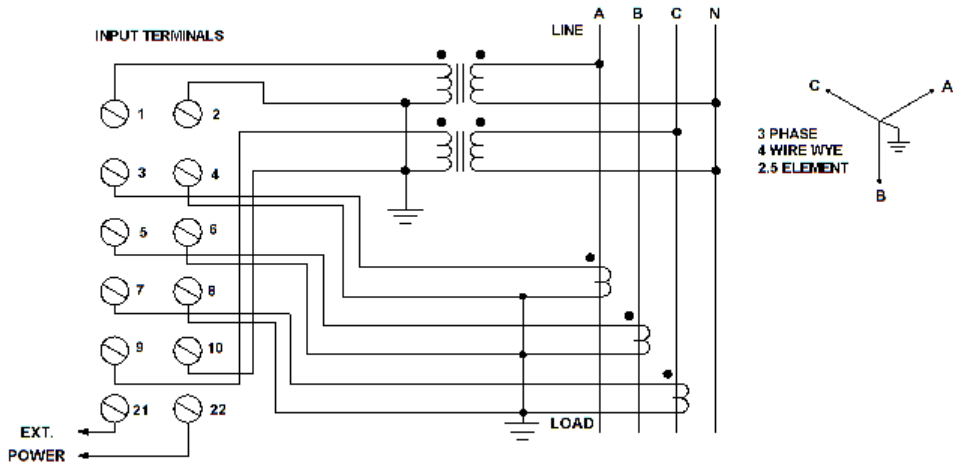 A B C N
LINE
INPUT TERMINALS
1 2
3 4
5 6
7 8
9 10
21 22
EXT.
POWER
LOAD
C A
3 PHASE
4 WIRE WYE
2.5 ELEMENT
B